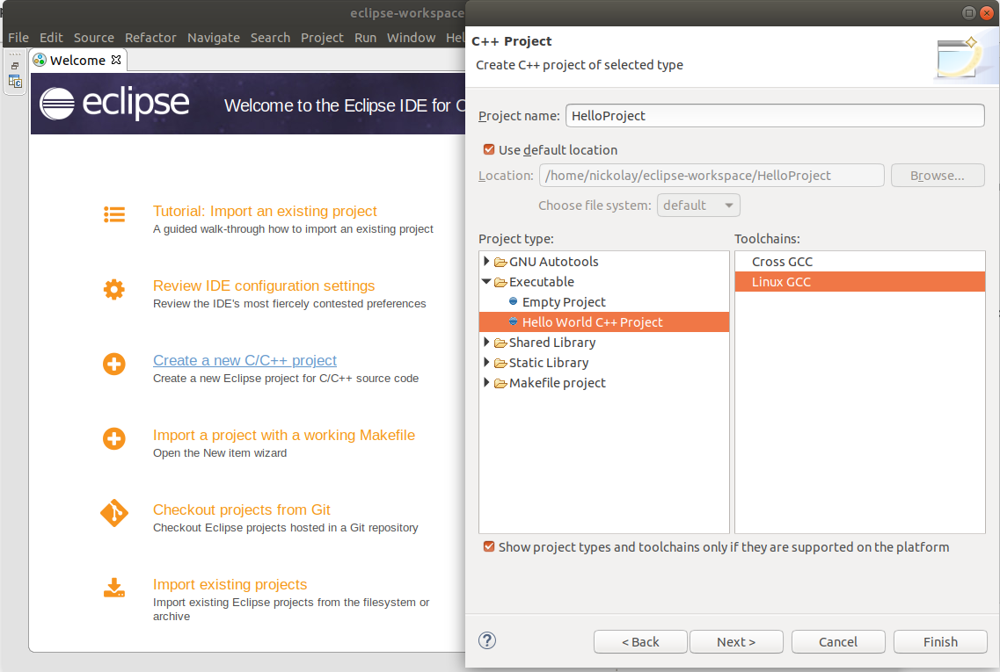 eclipse-workspace
File Edit Source Refactor Navigate Search Project Run Window Hel
Welcome
eclipse
Welcome to the Eclipse IDE for C
Tutorial: Import an existing project
A guided walk-through how to import an existing project
Review IDE configuration settings
Review the IDE's most fiercely contested preferences
Create a new C/C++ project
Create a new Eclipse project for C/C++ source code
Import a project with a working Makefile
Open the New item wizard
Checkout projects from Git
Checkout Eclipse projects hosted in a Git repository
Import existing projects
Import existing Eclipse projects from the filesystem or
archive
C++ Project
Create C++ project of selected type
Project name: HelloProject
Use default location
Location: /home/nickolay/eclipse-workspace/HelloProject Browse...
Choose file system: default
Project type:
GNU Autotools
Executable
Empty Project
Hello World C++ Project
Shared Library
Static Library
Makefile project
Toolchains:
Cross GCC
Linux GCC
Show project types and toolchains only if they are supported on the platform
? < Back Next > Cancel Finish